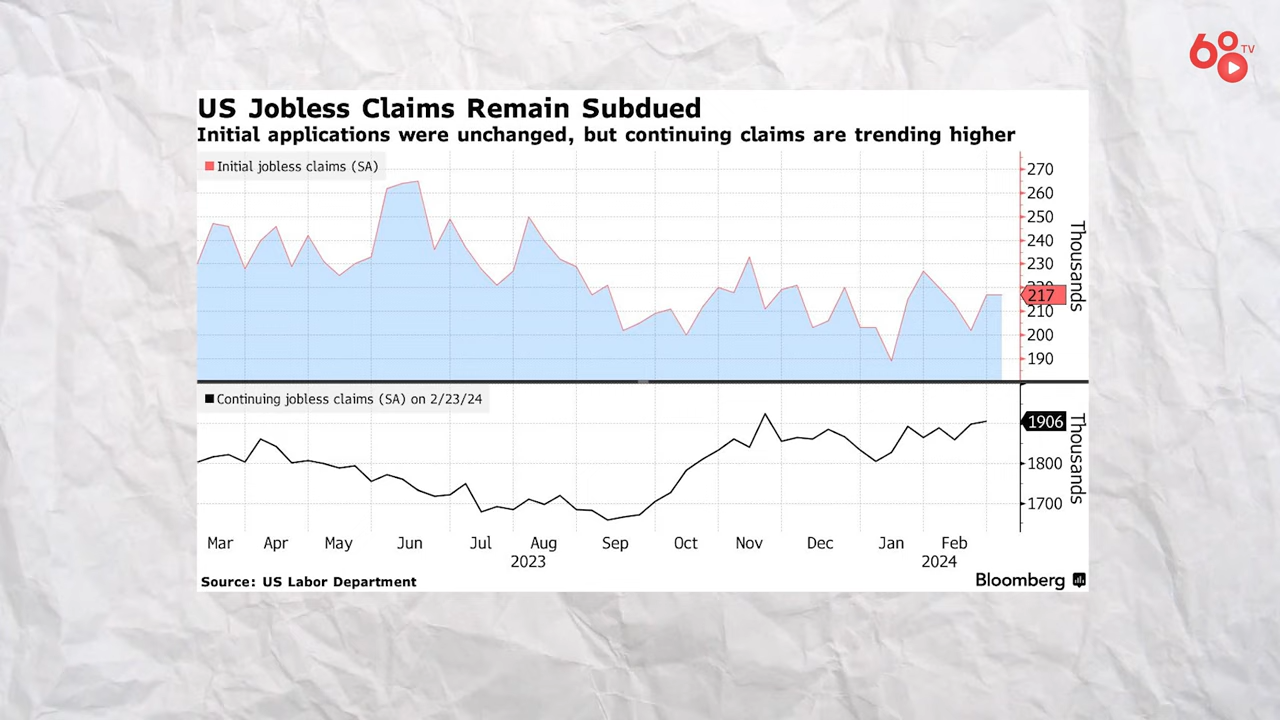 68
TV
US Jobless Claims Remain Subdued
Initial applications were unchanged, but continuing claims are trending higher
Initial jobless claims (SA)
270
260
250
240
230
220
217
210
200
190
Thousands
Continuing jobless claims (SA) on 2/23/24
1906
1800
1700
Thousands
Mar Apr May Jun Jul Aug Sep Oct Nov Dec Jan Feb
2023 2024
Source: US Labor Department
Bloomberg